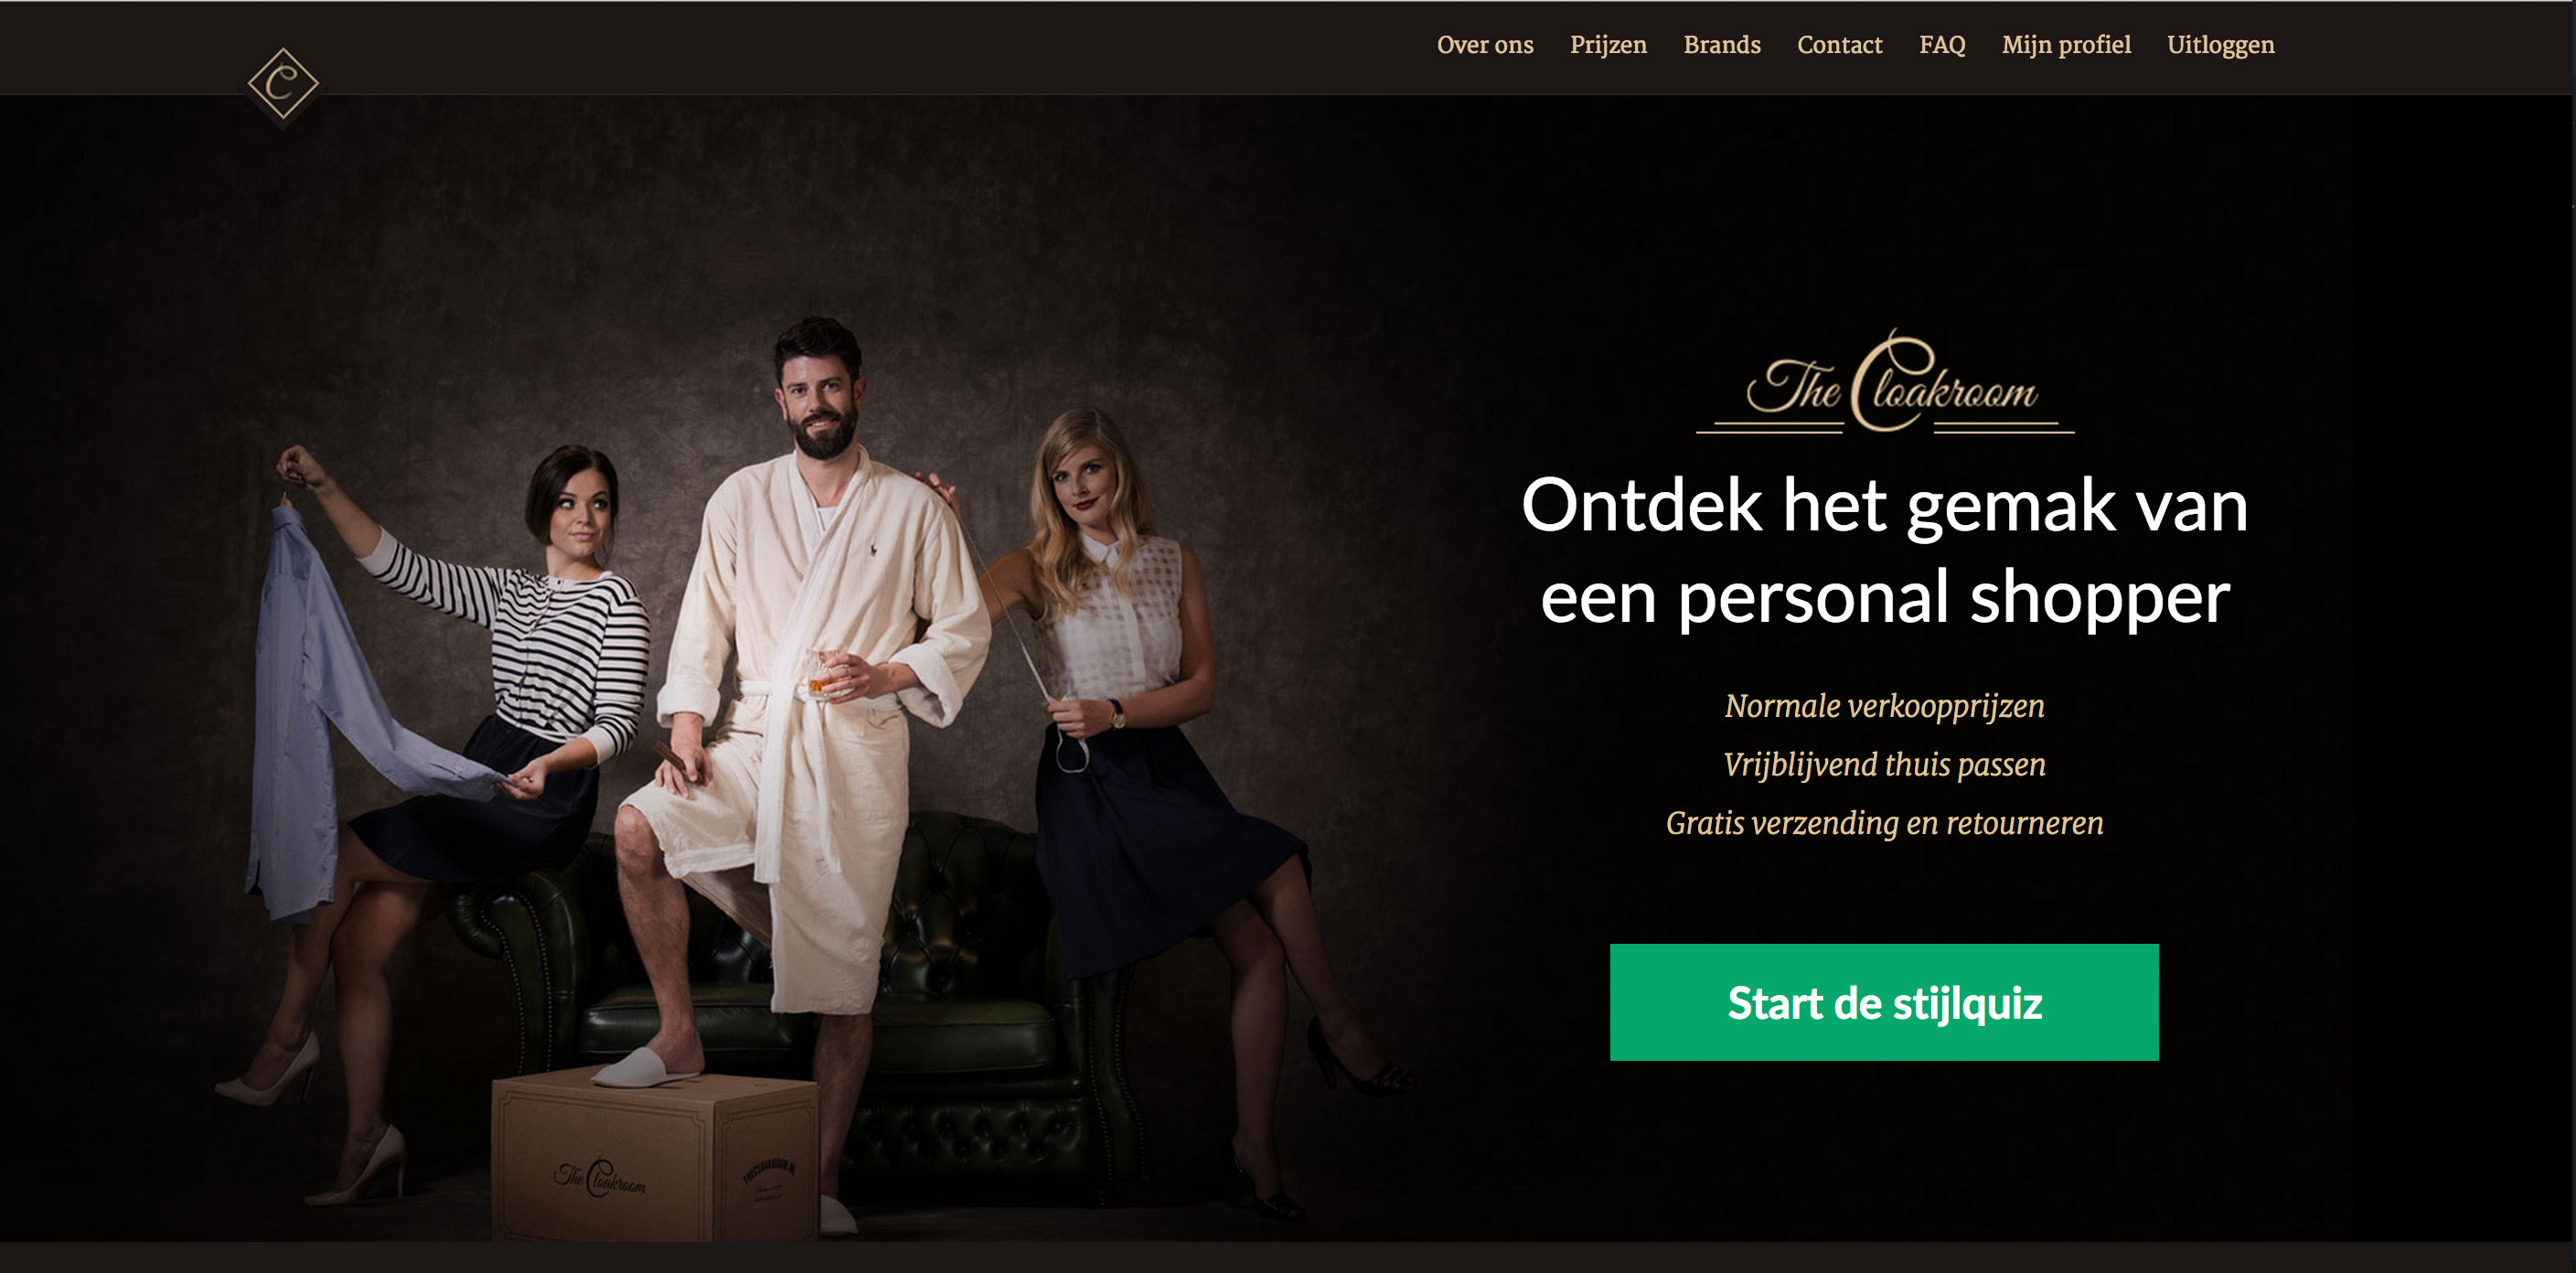 Over ons Prijzen Brands Contact FAQ Mijn profiel Uitloggen
C
The Cloakroom
Ontdek het gemak van
een personal shopper
Normale verkoopprijzen
Vrijblijvend thuis passen
Gratis verzending en retourneren
Start de stijlquiz
The Cloakroom